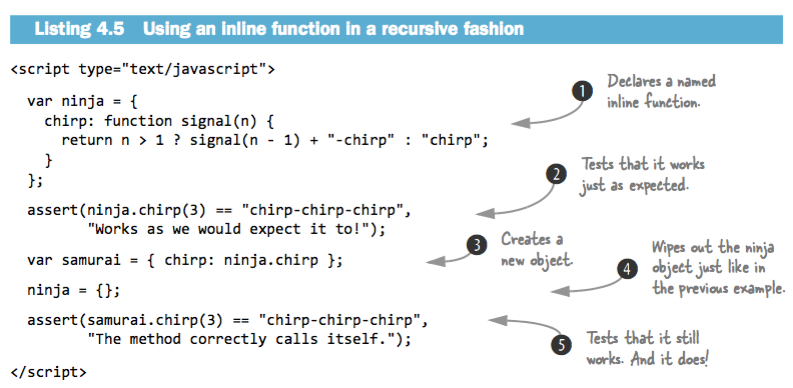 Listing 4.5 Using an inline function in a recursive fashion
<script type="text/javascript">
var ninja = {
chirp: function signal(n) {
return n > 1 ? signal(n - 1) + "-chirp" : "chirp";
}
};
1 Declares a named
inline function.
assert(ninja.chirp(3) == "chirp-chirp-chirp",
"Works as we would expect it to!");
2 Tests that it works
just as expected.
var samurai = { chirp: ninja.chirp };
3 Creates a
new object.
ninja = {};
4 Wipes out the ninja
object just like in
the previous example.
assert(samurai.chirp(3) == "chirp-chirp-chirp",
"The method correctly calls itself.");
5 Tests that it still
works. And it does!
</script>